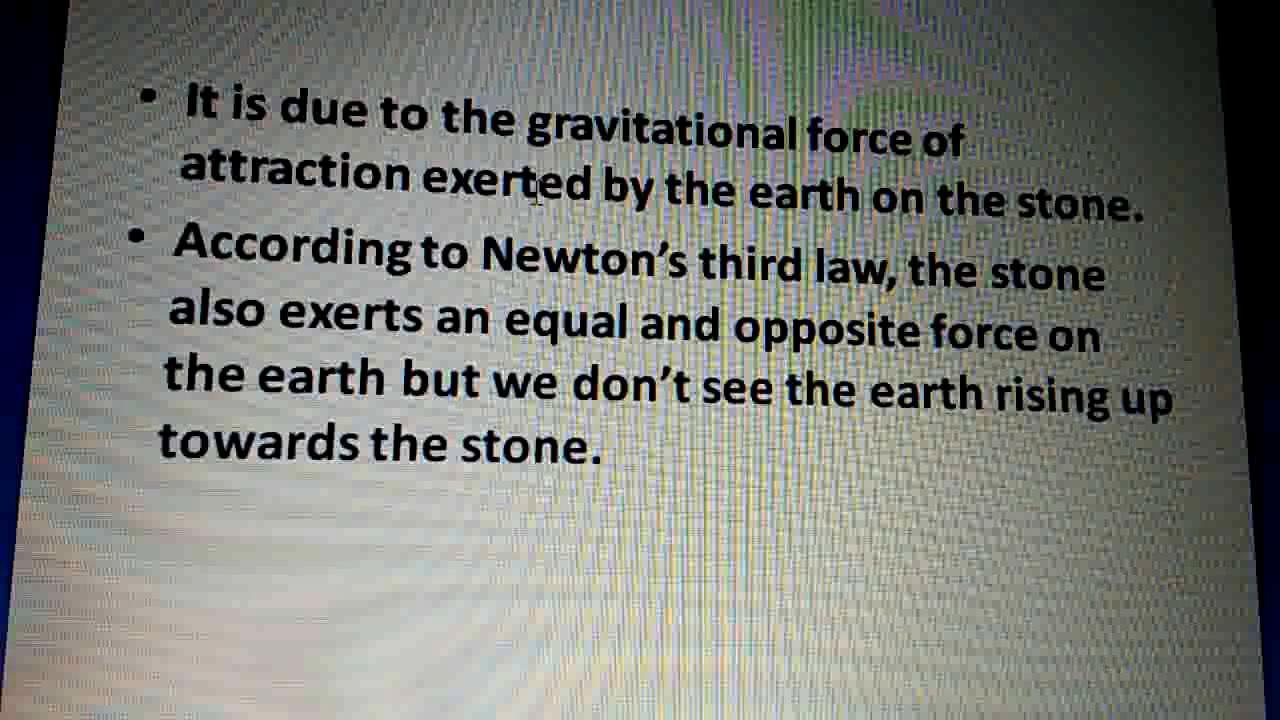 • It is due to the gravitational force of
attraction exerted by the earth on the stone.
• According to Newton's third law, the stone
also exerts an equal and opposite force on
the earth but we don't see the earth rising up
towards the stone.